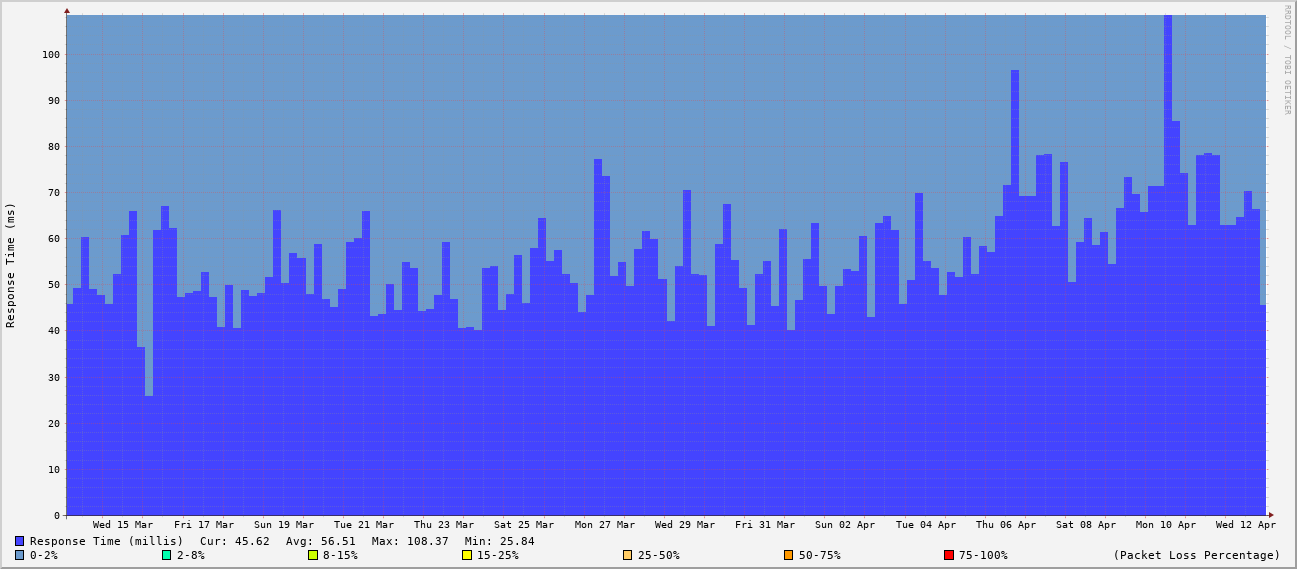 RRDTOOL / TOBI OETIKER
Response Time (ms)
100
90
80
70
60
50
40
30
20
10
0
Wed 15 Mar Fri 17 Mar Sun 19 Mar Tue 21 Mar Thu 23 Mar Sat 25 Mar Mon 27 Mar Wed 29 Mar Fri 31 Mar Sun 02 Apr Tue 04 Apr Thu 06 Apr Sat 08 Apr Mon 10 Apr Wed 12 Apr
Response Time (millis) Cur: 45.62 Avg: 56.51 Max: 108.37 Min: 25.84
0-2% 2-8% 8-15% 15-25% 25-50% 50-75% 75-100% (Packet Loss Percentage)